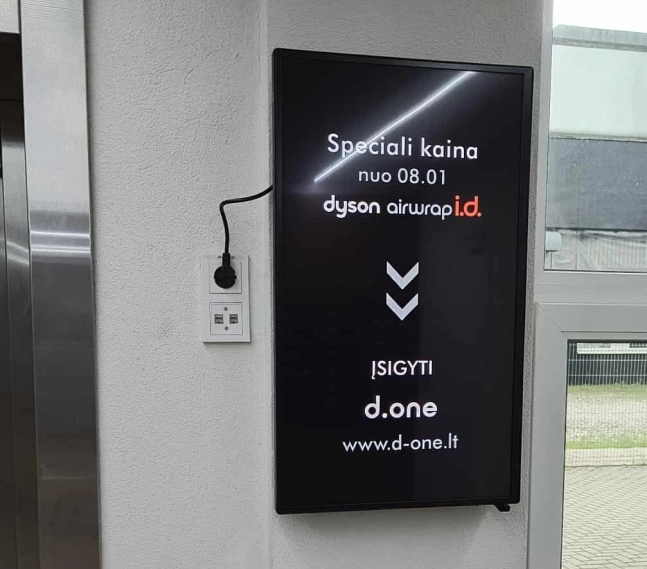 Speciali kaina
nuo 08.01
dyson airwrap i.d.
ĮSIGYTI
d.one
www.d-one.lt